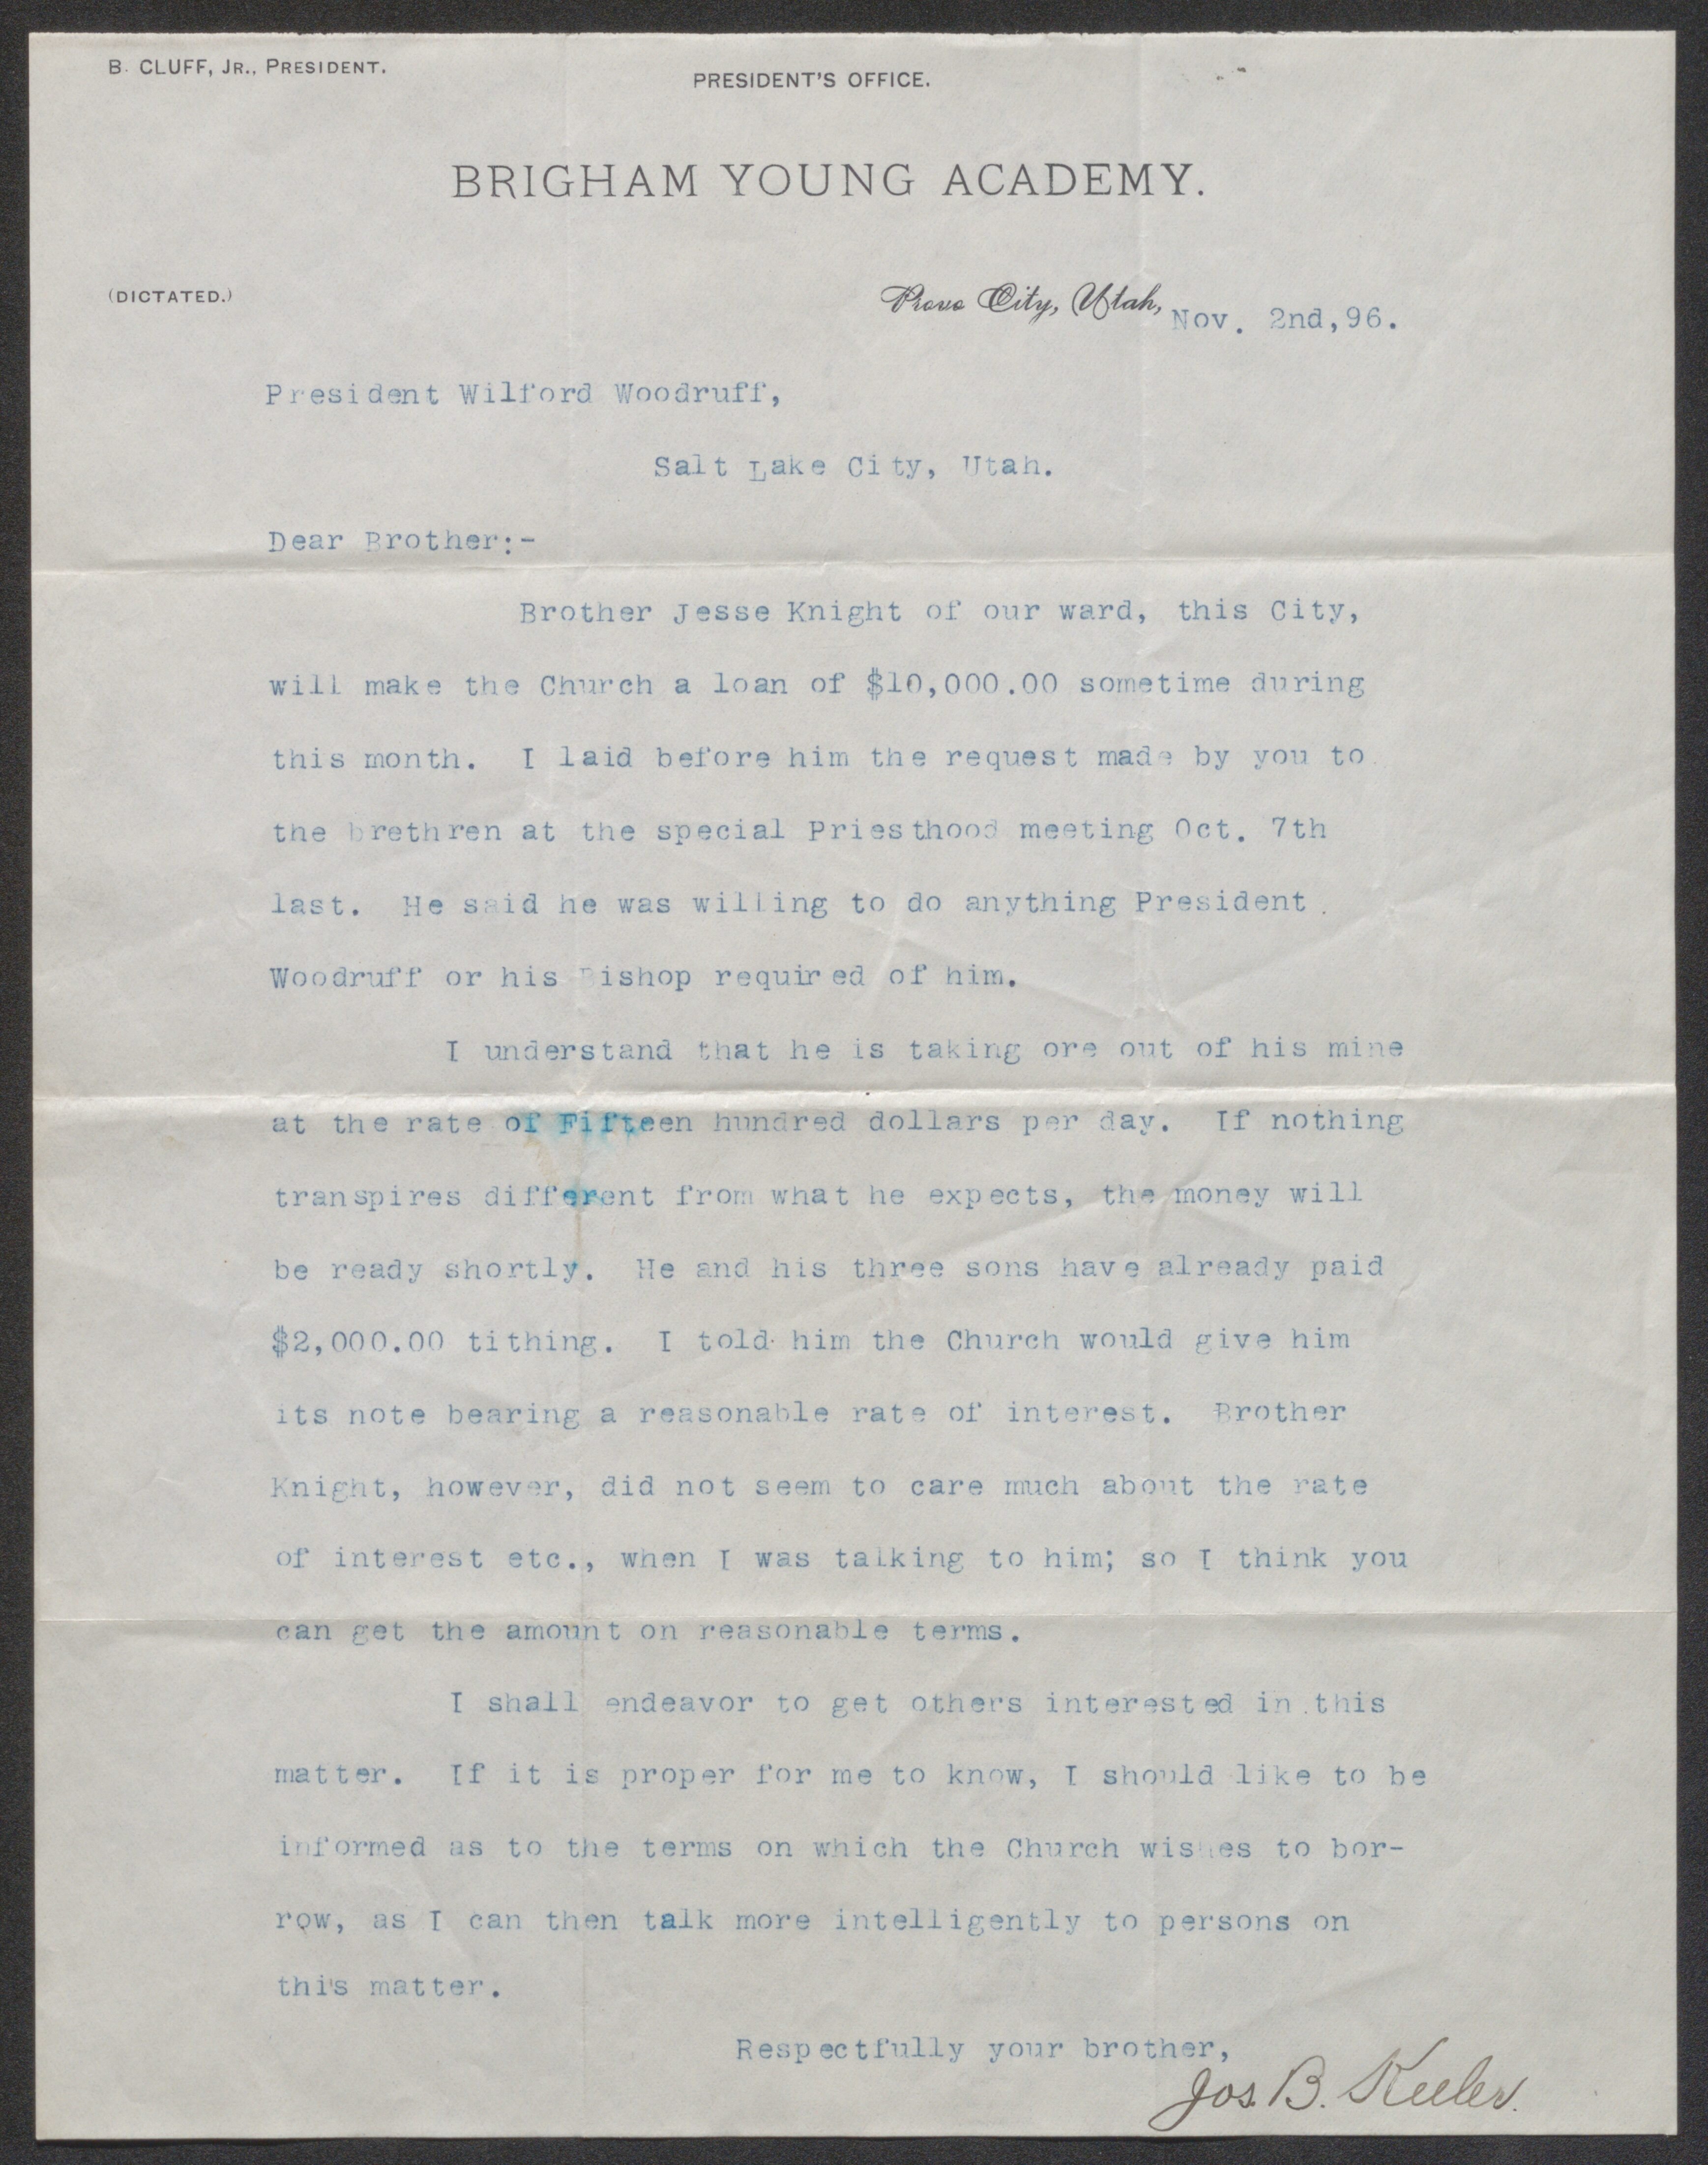 B. CLUFF, JR., PRESIDENT.
PRESIDENT'S OFFICE.
BRIGHAM YOUNG ACADEMY.
(DICTATED.)
Provo City, Utah, Nov. 2nd,96.
President Wilford Woodruff,
Salt Lake City, Utah.
Dear Brother:-
Brother Jesse Knight of our ward, this City,
will make the Church a loan of $10,000.00 sometime during
this month. I laid before him the request made by you to
the brethren at the special Priesthood meeting Oct. 7th
last. He said he was willing to do anything President
Woodruff or his Bishop required of him.
I understand that he is taking ore out of his mine
at the rate of Fifteen hundred dollars per day. If nothing
transpires different from what he expects, the money will
be ready shortly. He and his three sons have already paid
$2,000.00 tithing. I told him the Church would give him
its note bearing a reasonable rate of interest. Brother
Knight, however, did not seem to care much about the rate
of interest etc., when I was talking to him; so I think you
can get the amount on reasonable terms.
I shall endeavor to get others interested in this
matter. If it is proper for me to know, I should like to be
informed as to the terms on which the Church wishes to bor-
row, as I can then talk more intelligently to persons on
this matter.
Respectfully your brother,
Jos. B. Keeler.